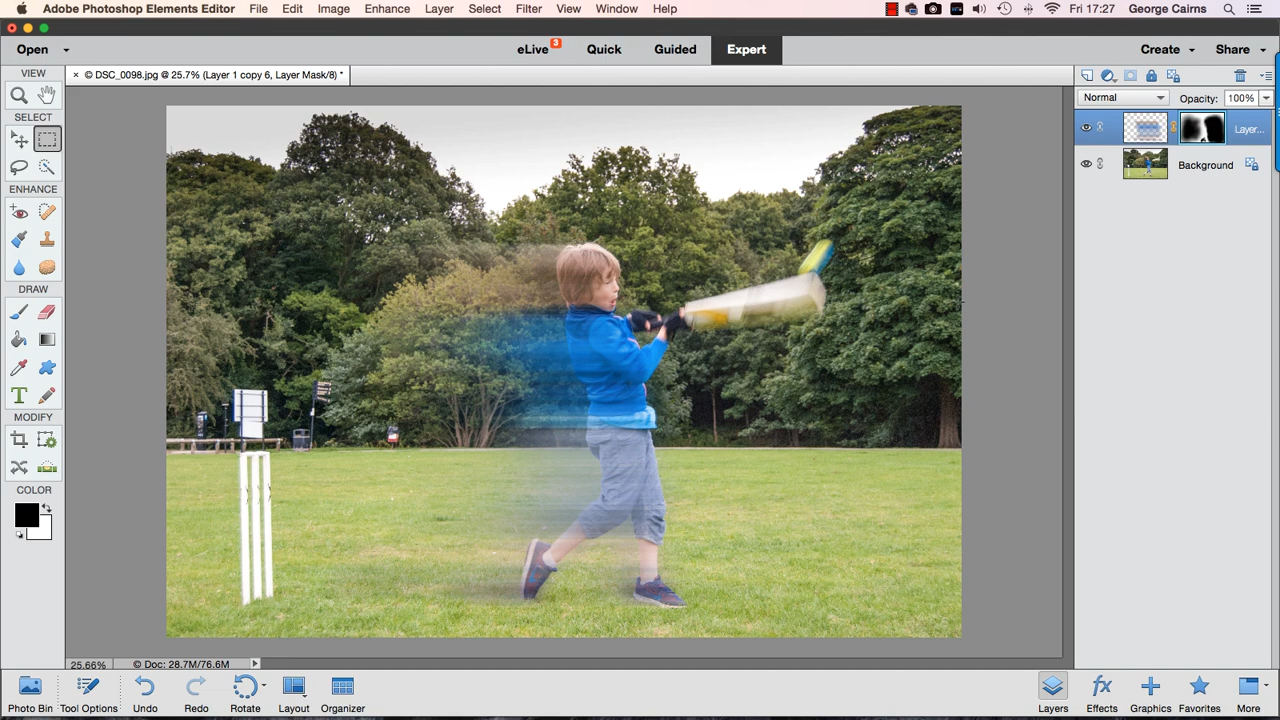 Adobe Photoshop Elements Editor File Edit Image Enhance Layer Select Filter View Window Help Fri 17:27 George Cairns
Open eLive 3 Quick Guided Expert Create Share
VIEW × © DSC_0098.jpg @ 25.7% (Layer 1 copy 6, Layer Mask/8) *
Normal Opacity: 100%
SELECT
Layer...
Background
ENHANCE
DRAW
T
MODIFY
COLOR
25.66% © Doc: 28.7M/76.6M
fx
Photo Bin Tool Options Undo Redo Rotate Layout Organizer Layers Effects Graphics Favorites More